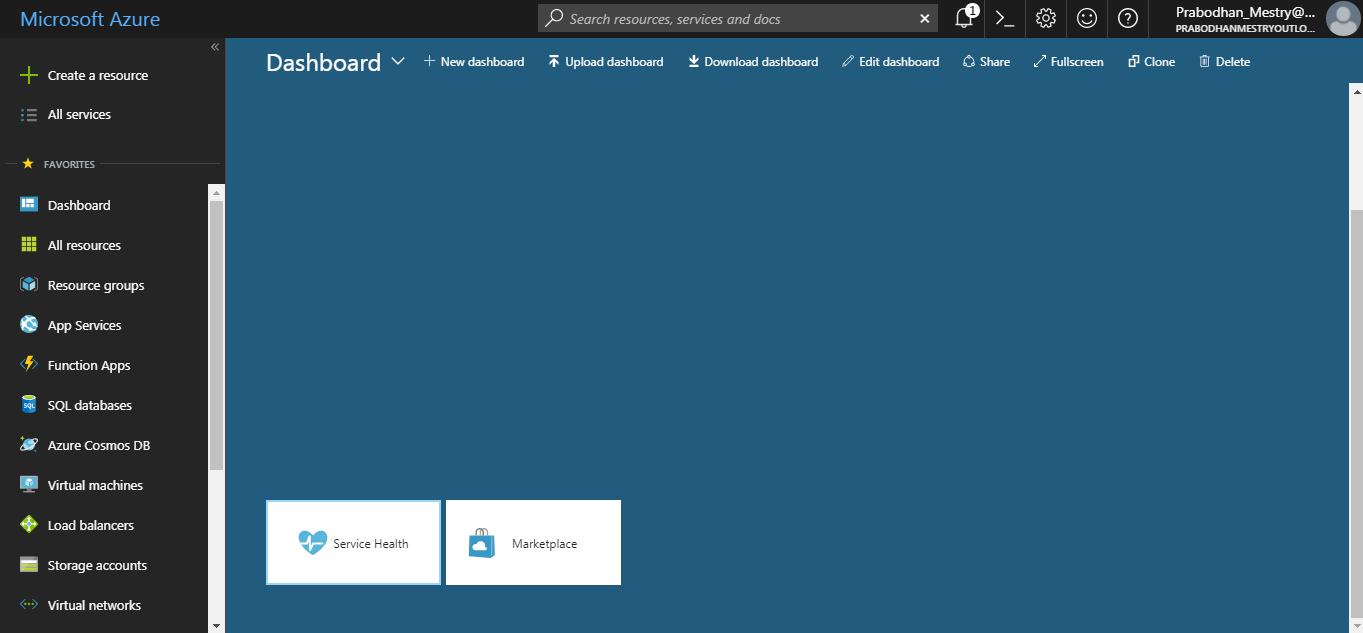 Microsoft Azure
Search resources, services and docs
1
Prabodhan_Mestry@...
PRABODHANMESTRYOUTLO...
Create a resource
All services
FAVORITES
Dashboard
All resources
Resource groups
App Services
Function Apps
SQL databases
Azure Cosmos DB
Virtual machines
Load balancers
Storage accounts
Virtual networks
Dashboard
New dashboard
Upload dashboard
Download dashboard
Edit dashboard
Share
Fullscreen
Clone
Delete
Service Health
Marketplace